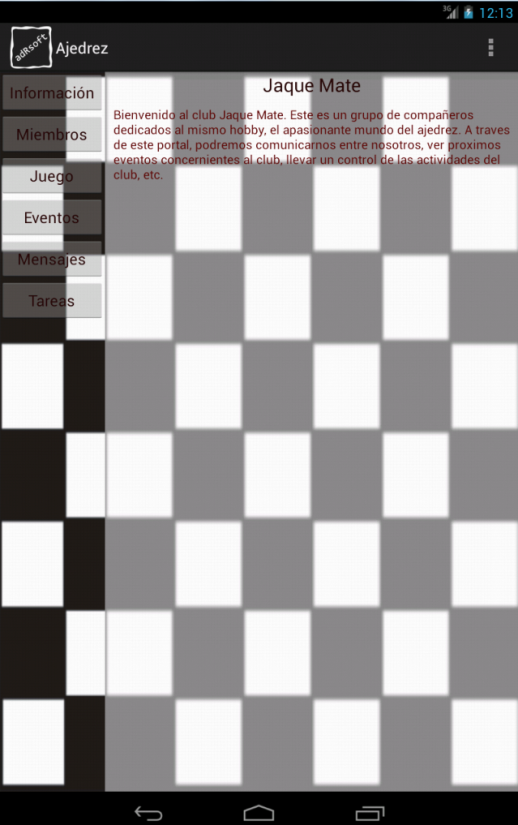 3G 12:13
adRsoft
Ajedrez
Información
Miembros
Juego
Eventos
Mensajes
Tareas
Jaque Mate
Bienvenido al club Jaque Mate. Este es un grupo de compañeros
dedicados al mismo hobby, el apasionante mundo del ajedrez. A traves
de este portal, podremos comunicarnos entre nosotros, ver proximos
eventos concernientes al club, llevar un control de las actividades del
club, etc.